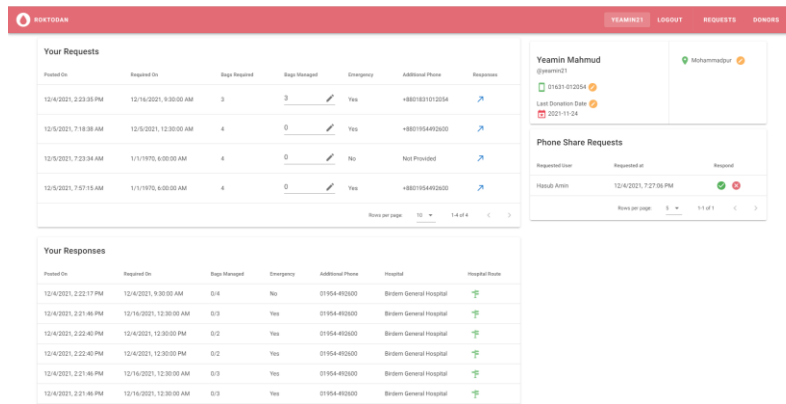 ROKTODAN YEAMIN21 LOGOUT REQUESTS DONORS
Your Requests
Posted On Required On Bags Required Bags Managed Emergency Additional Phone Responses
12/4/2021, 2:23:35 PM 12/16/2021, 9:30:00 AM 3 3 Yes +8801831012054
12/5/2021, 7:18:38 AM 12/5/2021, 12:30:00 AM 4 0 Yes +8801954492600
12/5/2021, 7:23:34 AM 1/1/1970, 6:00:00 AM 4 0 No Not Provided
12/5/2021, 7:57:15 AM 1/1/1970, 6:00:00 AM 4 0 Yes +8801954492600
Rows per page: 10 1-4 of 4
Yeamin Mahmud
@yeamin21
01631-012054
Last Donation Date
2021-11-24
Mohammadpur
Phone Share Requests
Requested User Requested at Respond
Hasub Amin 12/4/2021, 7:27:06 PM
Rows per page: 5 1-1 of 1
Your Responses
Posted On Required On Bags Managed Emergency Additional Phone Hospital Hospital Route
12/4/2021, 2:22:17 PM 12/4/2021, 9:30:00 AM 0/4 No 01954-492600 Birdem General Hospital
12/4/2021, 2:21:46 PM 12/16/2021, 12:30:00 AM 0/3 Yes 01954-492600 Birdem General Hospital
12/4/2021, 2:22:40 PM 12/4/2021, 12:30:00 PM 0/2 Yes 01954-492600 Birdem General Hospital
12/4/2021, 2:22:40 PM 12/4/2021, 12:30:00 PM 0/2 Yes 01954-492600 Birdem General Hospital
12/4/2021, 2:21:46 PM 12/16/2021, 12:30:00 AM 0/3 Yes 01954-492600 Birdem General Hospital
12/4/2021, 2:21:46 PM 12/16/2021, 12:30:00 AM 0/3 Yes 01954-492600 Birdem General Hospital